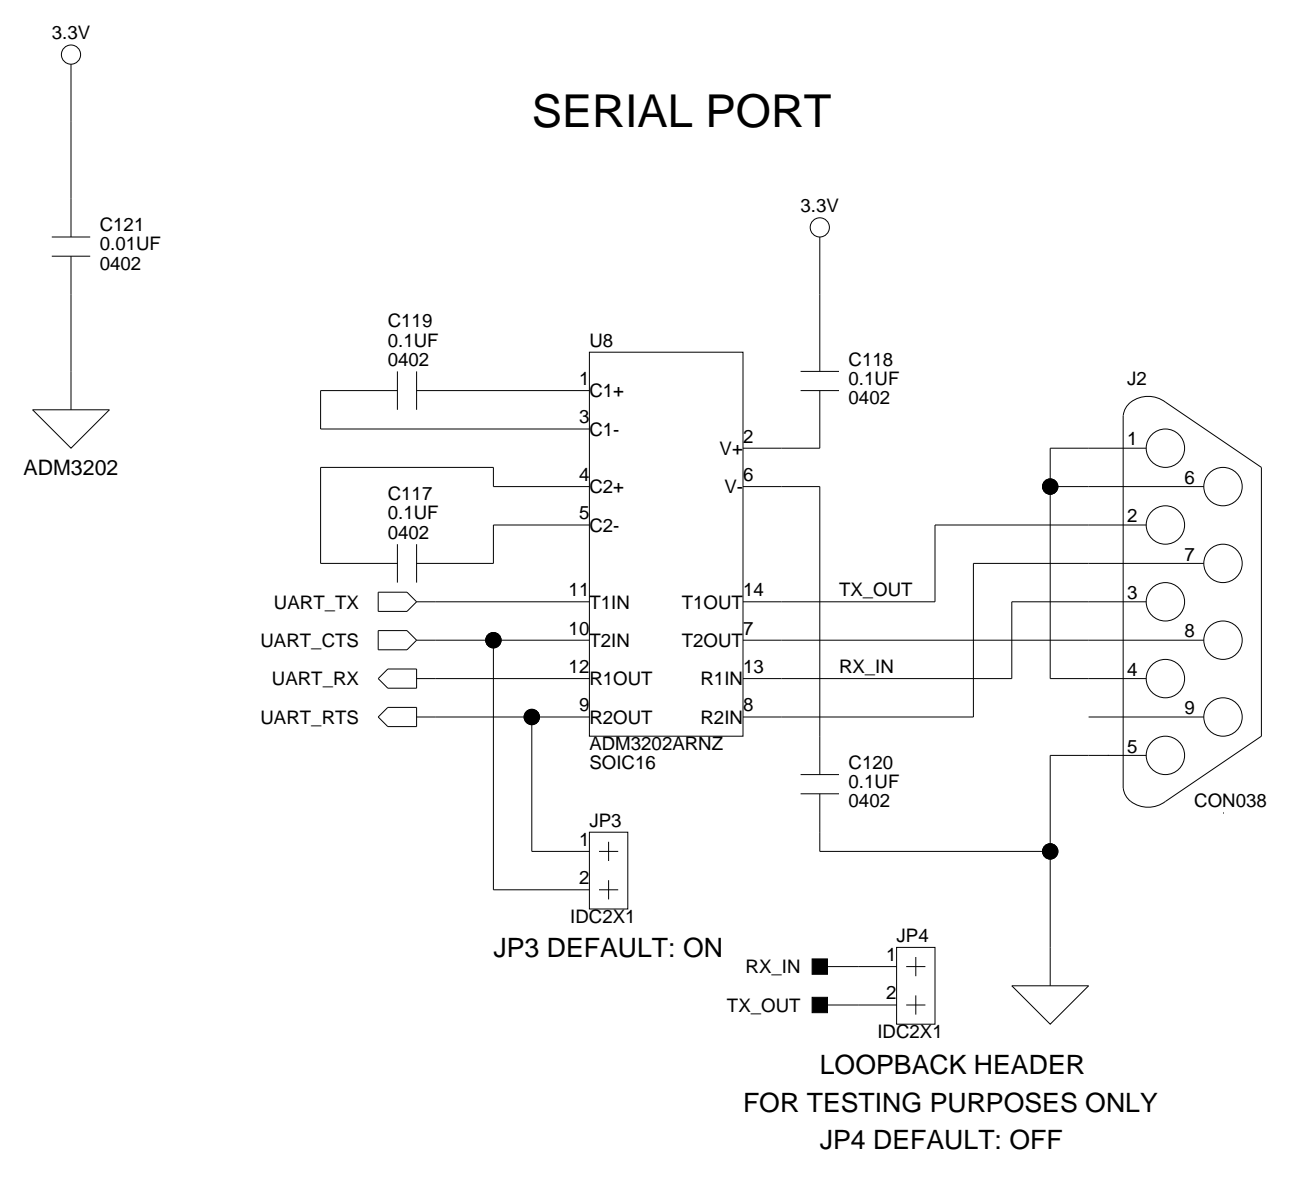 3.3V
SERIAL PORT
C121
0.01UF
0402
ADM3202
3.3V
C119
0.1UF
0402
C117
0.1UF
0402
U8
1 C1+
3 C1-
4 C2+
5 C2-
V+ 2
V- 6
C118
0.1UF
0402
J2
1
6
2
7
3
8
4
9
5
CON038
UART_TX 11 T1IN T1OUT 14 TX_OUT
UART_CTS 10 T2IN T2OUT 7
UART_RX 12 R1OUT R1IN 13 RX_IN
UART_RTS 9 R2OUT R2IN 8
ADM3202ARNZ
SOIC16
C120
0.1UF
0402
JP3
1
2
IDC2X1
JP3 DEFAULT: ON
JP4
RX_IN 1
TX_OUT 2
IDC2X1
LOOPBACK HEADER
FOR TESTING PURPOSES ONLY
JP4 DEFAULT: OFF